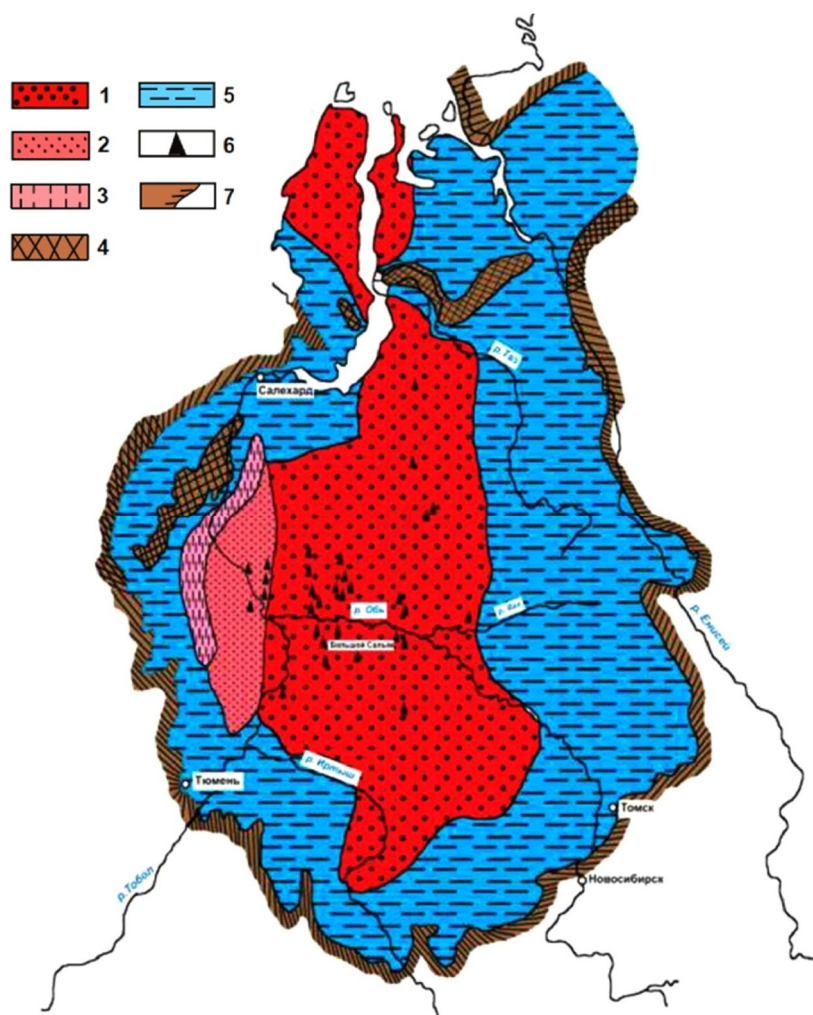 1
5
2
6
3
7
4
р.Таз
Салехард
р. Обь
р. Вах
р. Енисей
Большой Салым
р. Иртыш
Тюмень
Томск
р.Тобол
Новосибирск